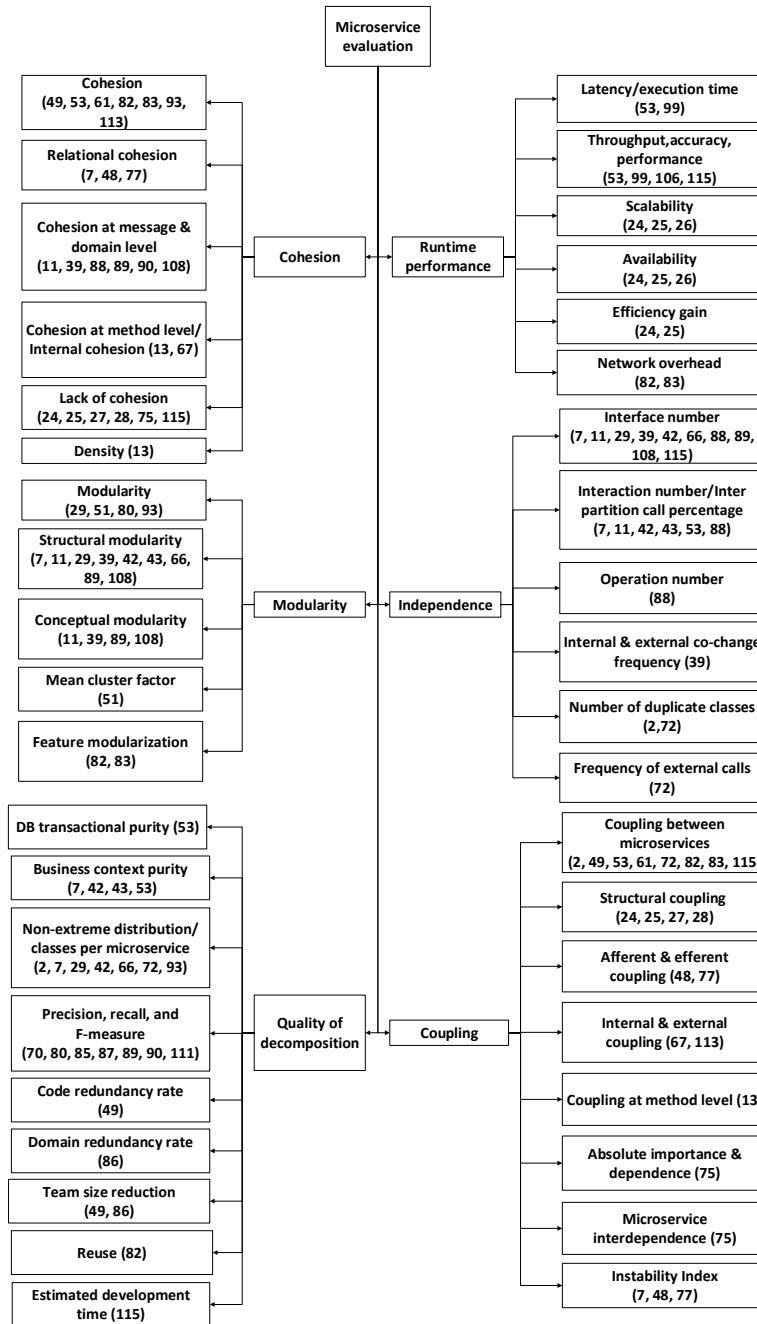 Microservice
evaluation
Cohesion
(49, 53, 61, 82, 83, 93,
113)
Relational cohesion
(7, 48, 77)
Cohesion at message &
domain level
(11, 39, 88, 89, 90, 108)
Cohesion at method level/
Internal cohesion (13, 67)
Lack of cohesion
(24, 25, 27, 28, 75, 115)
Density (13)
Cohesion
Runtime
performance
Latency/execution time
(53, 99)
Throughput,accuracy,
performance
(53, 99, 106, 115)
Scalability
(24, 25, 26)
Availability
(24, 25, 26)
Efficiency gain
(24, 25)
Network overhead
(82, 83)
Modularity
(29, 51, 80, 93)
Structural modularity
(7, 11, 29, 39, 42, 43, 66,
89, 108)
Conceptual modularity
(11, 39, 89, 108)
Mean cluster factor
(51)
Feature modularization
(82, 83)
Modularity
Independence
Interface number
(7, 11, 29, 39, 42, 66, 88, 89,
108, 115)
Interaction number/Inter
partition call percentage
(7, 11, 42, 43, 53, 88)
Operation number
(88)
Internal & external co-change
frequency (39)
Number of duplicate classes
(2,72)
Frequency of external calls
(72)
DB transactional purity (53)
Business context purity
(7, 42, 43, 53)
Non-extreme distribution/
classes per microservice
(2, 7, 29, 42, 66, 72, 93)
Precision, recall, and
F-measure
(70, 80, 85, 87, 89, 90, 111)
Code redundancy rate
(49)
Domain redundancy rate
(86)
Team size reduction
(49, 86)
Reuse (82)
Estimated development
time (115)
Quality of
decomposition
Coupling
Coupling between
microservices
(2, 49, 53, 61, 72, 82, 83, 115)
Structural coupling
(24, 25, 27, 28)
Afferent & efferent
coupling (48, 77)
Internal & external
coupling (67, 113)
Coupling at method level (13
Absolute importance &
dependence (75)
Microservice
interdependence (75)
Instability Index
(7, 48, 77)